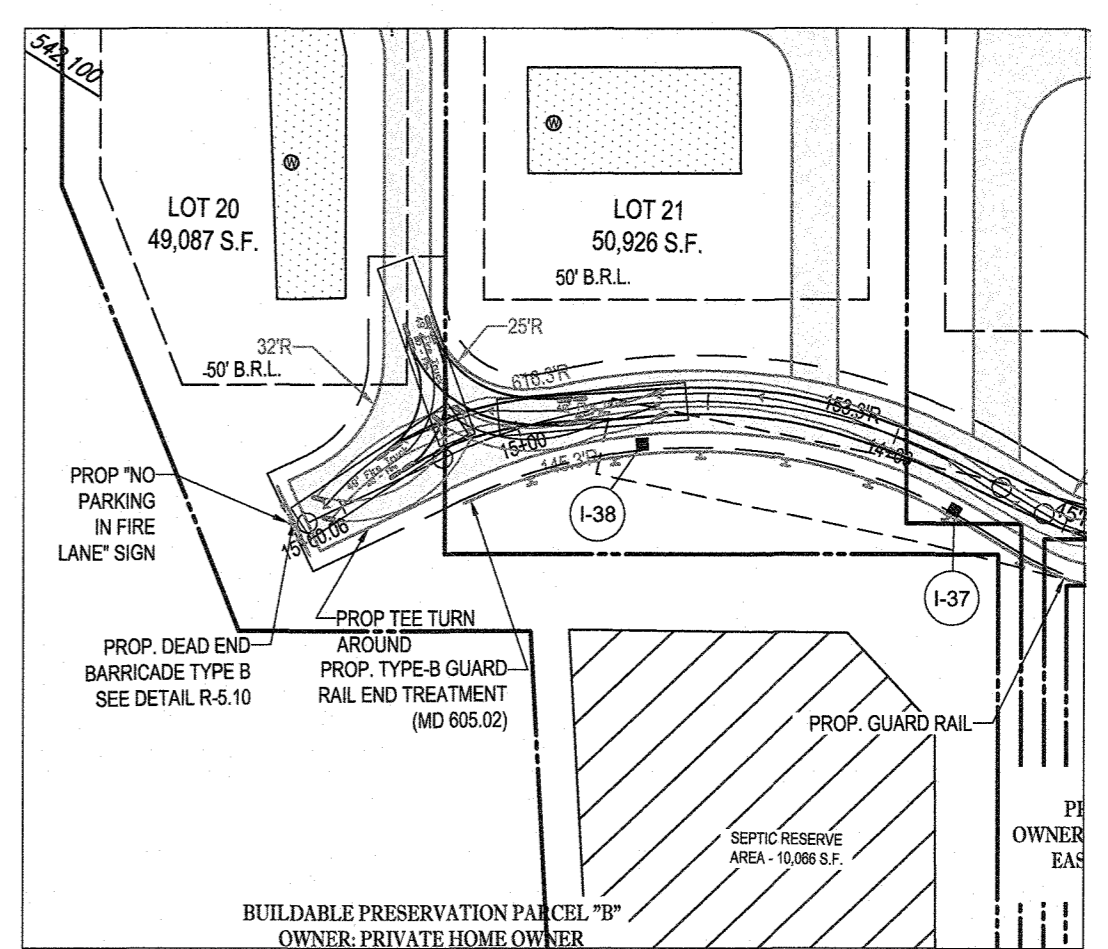 542,100
W
W
LOT 20
49,087 S.F.
LOT 21
50,926 S.F.
50' B.R.L.
25'R
32'R
50' B.R.L.
616.3'R
153.3'R
15+00
145.3'R
PROP "NO
PARKING
IN FIRE
LANE" SIGN
I-38
I-37
PROP TEE TURN
AROUND
PROP. DEAD END
BARRICADE TYPE B
SEE DETAIL R-5.10
PROP. TYPE-B GUARD
RAIL END TREATMENT
(MD 605.02)
PROP. GUARD RAIL
SEPTIC RESERVE
AREA - 10,066 S.F.
OWNER
EAS
BUILDABLE PRESERVATION PARCEL "B"
OWNER: PRIVATE HOME OWNER